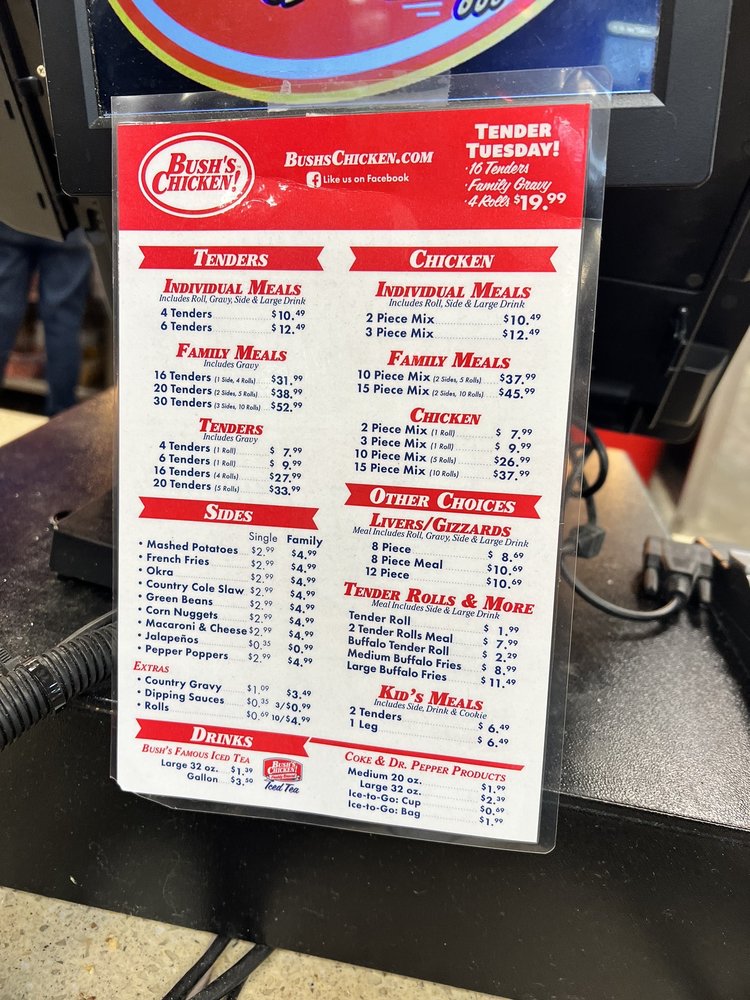 BUSH'S
CHICKEN!
BUSHSCHICKEN.COM
Like us on Facebook
TENDER
TUESDAY!
·16 Tenders
·Family Gravy
·4 Rolls $19.99
TENDERS
INDIVIDUAL MEALS
Includes Roll, Gravy, Side & Large Drink
4 Tenders $10.49
6 Tenders $12.49
FAMILY MEALS
Includes Gravy
16 Tenders (1 Side, 4 Rolls) $31.99
20 Tenders (2 Sides, 5 Rolls) $38.99
30 Tenders (3 Sides, 10 Rolls) $52.99
TENDERS
Includes Gravy
4 Tenders (1 Roll) $ 7.99
6 Tenders (1 Roll) $ 9.99
16 Tenders (4 Rolls) $27.99
20 Tenders (5 Rolls) $33.99
SIDES
Single Family
• Mashed Potatoes $2.99 $4.99
• French Fries $2.99 $4.99
• Okra $2.99 $4.99
• Country Cole Slaw $2.99 $4.99
• Green Beans $2.99 $4.99
• Corn Nuggets $2.99 $4.99
• Macaroni & Cheese $2.99 $4.99
• Jalapeños $0.35 $0.99
• Pepper Poppers $2.99 $4.99
EXTRAS
• Country Gravy $1.09 $3.49
• Dipping Sauces $0.35 3/$0.99
• Rolls $0.69 10/$4.99
CHICKEN
INDIVIDUAL MEALS
Includes Roll, Side & Large Drink
2 Piece Mix $10.49
3 Piece Mix $12.49
FAMILY MEALS
10 Piece Mix (2 Sides, 5 Rolls) $37.99
15 Piece Mix (2 Sides, 10 Rolls) $45.99
CHICKEN
2 Piece Mix (1 Roll) $ 7.99
3 Piece Mix (1 Roll) $ 9.99
10 Piece Mix (5 Rolls) $26.99
15 Piece Mix (10 Rolls) $37.99
OTHER CHOICES
LIVERS/GIZZARDS
Meal Includes Roll, Gravy, Side & Large Drink
8 Piece $ 8.69
8 Piece Meal $10.69
12 Piece $10.69
TENDER ROLLS & MORE
Meal Includes Side & Large Drink
Tender Roll $ 1.99
2 Tender Rolls Meal $ 7.99
Buffalo Tender Roll $ 2.29
Medium Buffalo Fries $ 8.99
Large Buffalo Fries $11.49
KID'S MEALS
Includes Side, Drink & Cookie
2 Tenders $ 6.49
1 Leg $ 6.49
DRINKS
BUSH'S FAMOUS ICED TEA
Large 32 oz. $1.39
Gallon $3.50
BUSH'S
CHICKEN!
Iced Tea
COKE & DR. PEPPER PRODUCTS
Medium 20 oz. $1.99
Large 32 oz. $2.39
Ice-to-Go: Cup $0.69
Ice-to-Go: Bag $1.99